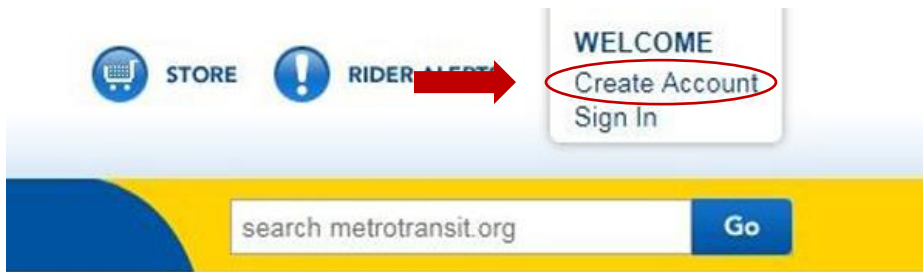 WELCOME
STORE
RIDER
Create Account
Sign In
search metrotransit.org
Go